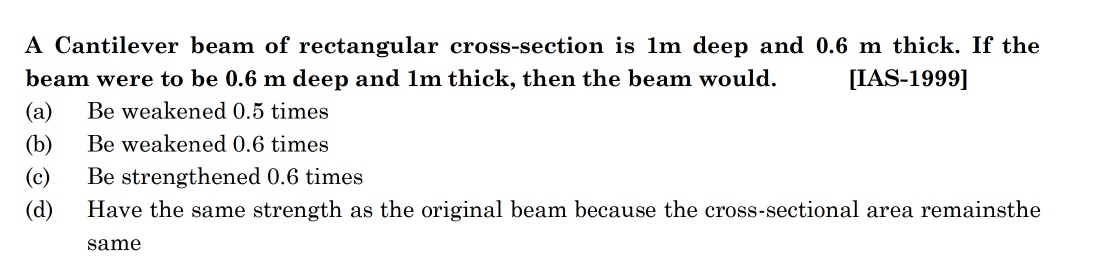 A Cantilever beam of rectangular cross-section is 1m deep and 0.6 m thick. If the
beam were to be 0.6 m deep and 1m thick, then the beam would. [IAS-1999]
(a) Be weakened 0.5 times
(b) Be weakened 0.6 times
(c) Be strengthened 0.6 times
(d) Have the same strength as the original beam because the cross-sectional area remainsthe
same